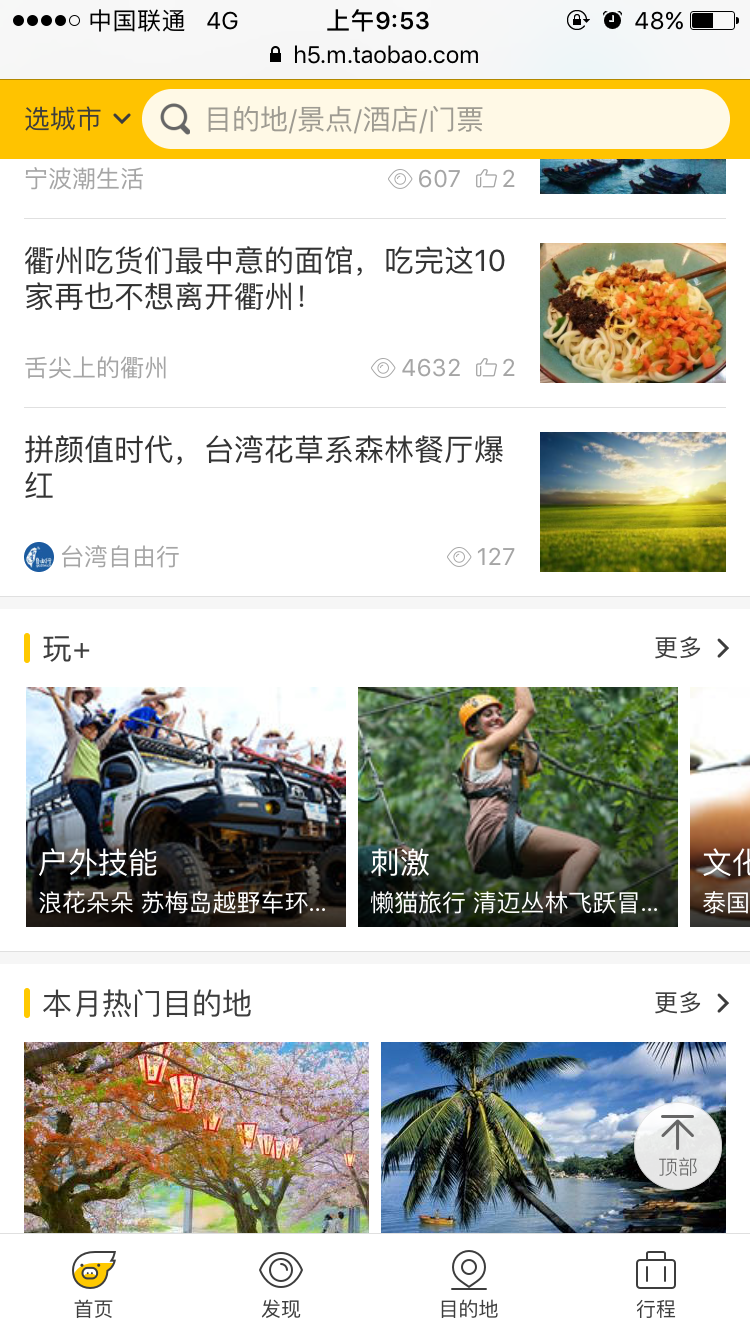 中国联通 4G 上午9:53 48%
h5.m.taobao.com
选城市 目的地/景点/酒店/门票
宁波潮生活 607 2
衢州吃货们最中意的面馆，吃完这10
家再也不想离开衢州！
舌尖上的衢州 4632 2
拼颜值时代，台湾花草系森林餐厅爆
红
台湾自由行 127
玩+ 更多
户外技能
浪花朵朵 苏梅岛越野车环...
刺激
懒猫旅行 清迈丛林飞跃冒...
文化
泰国
本月热门目的地 更多
顶部
首页 发现 目的地 行程